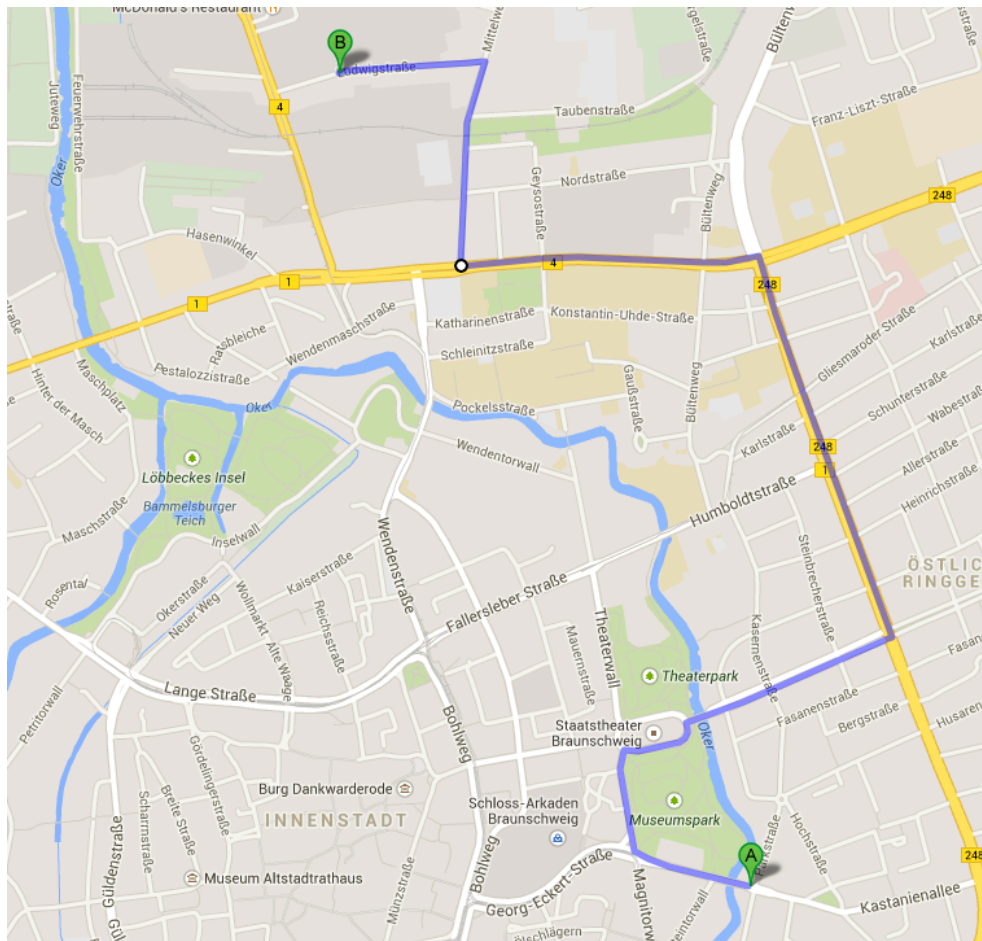 McDonald's Restaurant
B
Ludwigstraße
Bültenweg
Juteweg
Feuerwehrstraße
4
Taubenstraße
Franz-Liszt-Straße
Oker
Geysostraße
Nordstraße
Bültenweg
248
Hasenwinkel
4
1
1
248
Katharinenstraße
Konstantin-Uhde-Straße
Ratsbleiche
Wendenmaschstraße
Schleinitzstraße
Gliesmaroder Straße
Karlstraße
Pestalozzistraße
Maschplatz
Hinter der Masch
Oker
Pockelsstraße
Gaußstraße
Bültenweg
Schunterstraße
Wabestraße
Karlstraße
Wendentorwall
248
1
Allerstraße
Löbbeckes Insel
Bammelsburger
Teich
Heinrichstraße
Humboldtstraße
Maschstraße
Inselwall
Wendenstraße
Steinbrecherstraße
Kaiserstraße
Rosental
Okerstraße
Neuer Weg
Wollmarkt
Alte Waage
Reichsstraße
Fallersleber Straße
Theaterwall
Mauernstraße
Kasernenstraße
Theaterpark
Lange Straße
Petritorwall
Bohlweg
Staatstheater
Braunschweig
Oker
Fasanenstraße
Bergstraße
Gördelingerstraße
Burg Dankwarderode
INNENSTADT
Schloss-Arkaden
Braunschweig
Museumspark
Scharrnstraße
Breite Straße
Güldenstraße
A
Parkstraße
Hochstraße
248
Museum Altstadtrathaus
Münzstraße
Bohlweg
Georg-Eckert-Straße
Magnitorwall
Kastanienallee